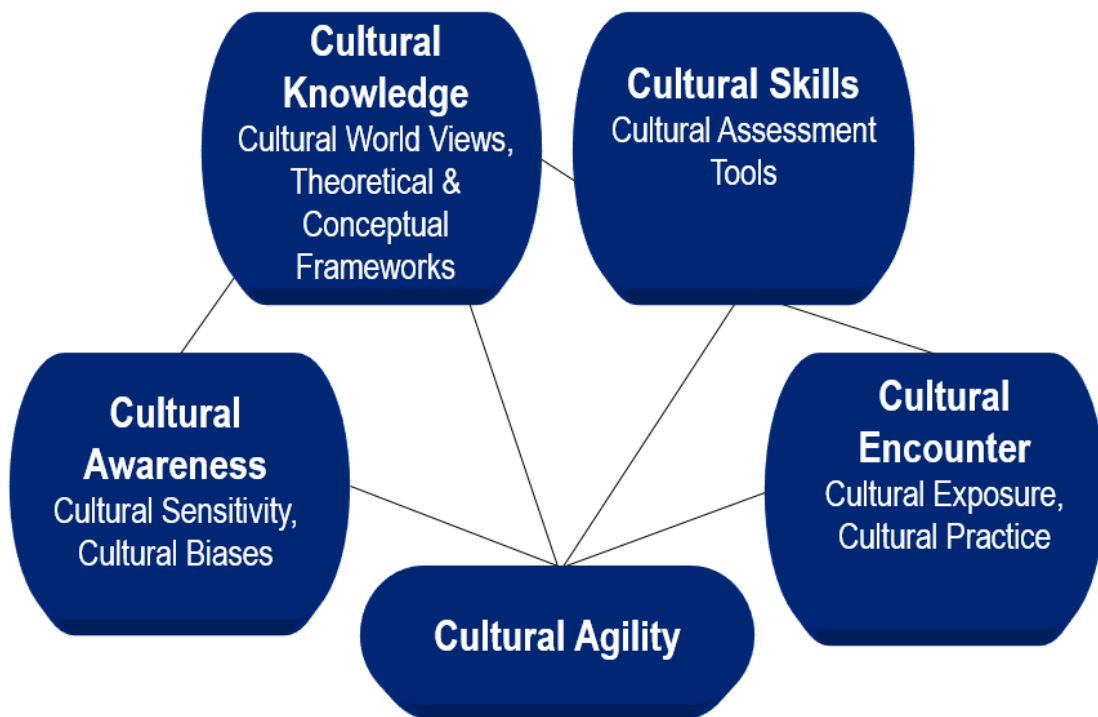 Cultural
Knowledge
Cultural World Views,
Theoretical &
Conceptual
Frameworks
Cultural Skills
Cultural Assessment
Tools
Cultural
Awareness
Cultural Sensitivity,
Cultural Biases
Cultural
Encounter
Cultural Exposure,
Cultural Practice
Cultural Agility